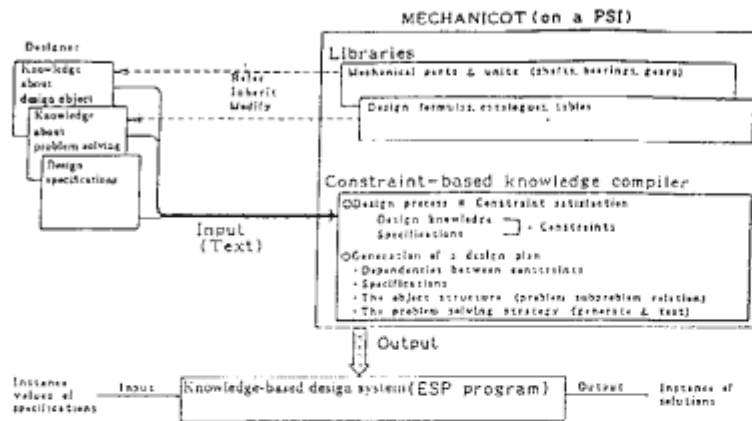 MECHANICOT (on a PSI)
Designer
Knowledge
about
design object
Knowledge
about
problem solving
Design
specifications
Refer
Inherit
Modify
Libraries
Mechanical parts & units (shafts, bearings, gears)
Design formulas, catalogues, tables
Constraint-based knowledge compiler
Design process = Constraint satisfaction
Design knowledge
Specifications
Constraints
Input
(Text)
Generation of a design plan
・Dependencies between constraints
・Specifications
・The object structure (problem subproblem relation)
・The problem solving strategy (generate & test)
Output
Instance
values of
specifications
Input
Knowledge-based design system(ESP program)
Output
Instance of
solutions